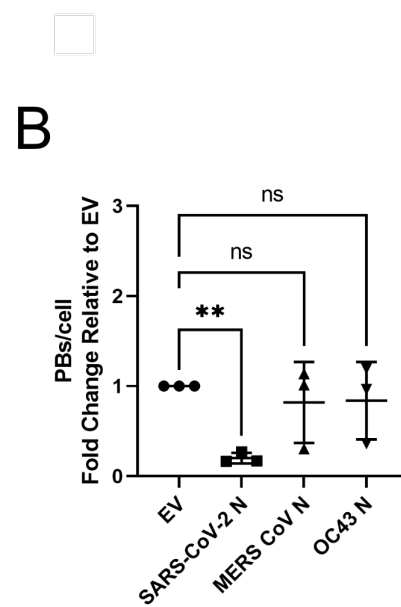 B
PBs/cell
Fold Change Relative to EV
3
2
1
0
ns
ns
**
EV
SARS-CoV-2 N
MERS CoV N
OC43 N